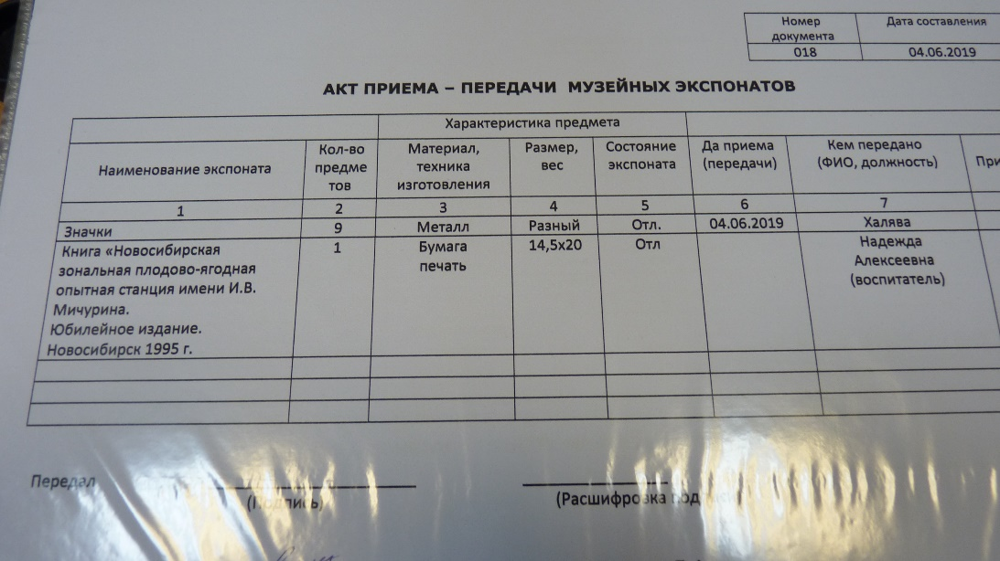 Номер документа
Дата составления
018
04.06.2019
АКТ ПРИЕМА – ПЕРЕДАЧИ МУЗЕЙНЫХ ЭКСПОНАТОВ
Характеристика предмета
Наименование экспоната
Кол-во
предме
тов
Материал,
техника
изготовления
Размер,
вес
Состояние
экспоната
Да приема
(передачи)
Кем передано
(ФИО, должность)
При
1 2 3 4 5 6 7
Значки 9 Металл Разный Отл. 04.06.2019 Халява
Надежда
Алексеевна
(воспитатель)
Книга «Новосибирская
зональная плодово-ягодная
опытная станция имени И.В.
Мичурина.
Юбилейное издание.
Новосибирск 1995 г.
1
Бумага
печать
14,5х20
Отл
Передал
(Подпись)
(Расшифровка